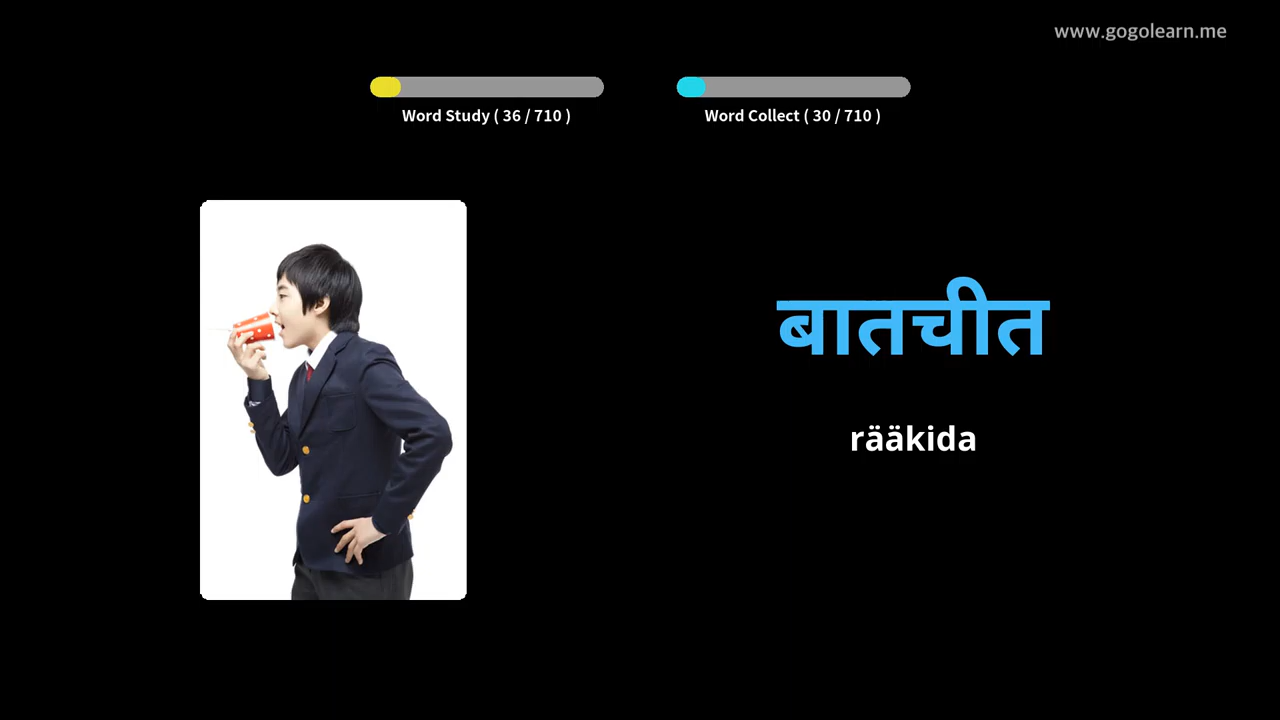 www.gogolearn.me
Word Study ( 36 / 710 )
Word Collect ( 30 / 710 )
बातचीत
rääkida